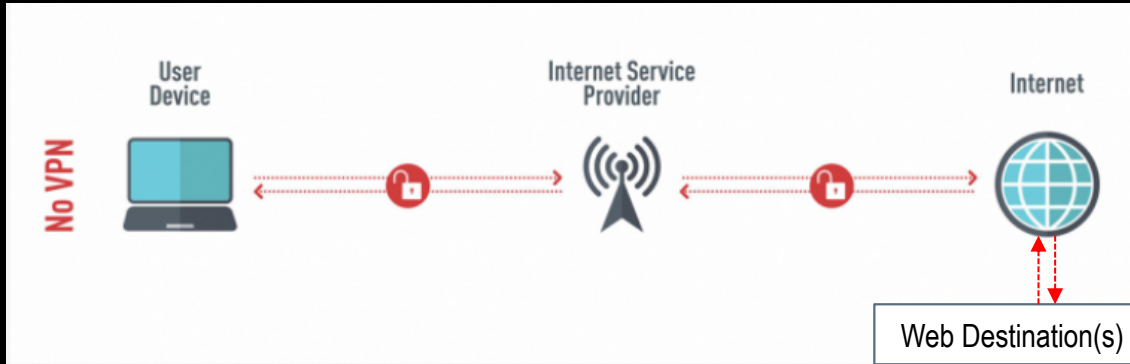 User
Device
Internet Service
Provider
Internet
No VPN
Web Destination(s)